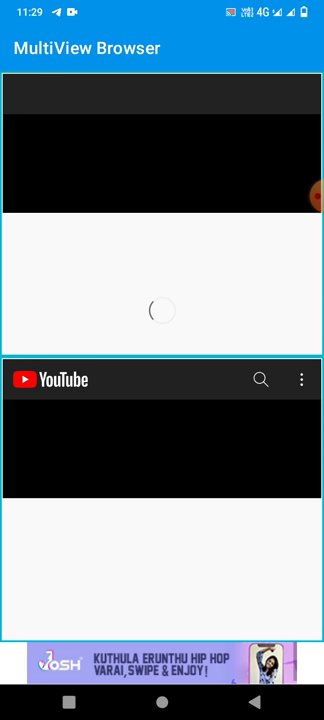 11:29
4G
MultiView Browser
YouTube
JOSH
KUTHULA ERUNTHU HIP HOP
VARAI, SWIPE & ENJOY!